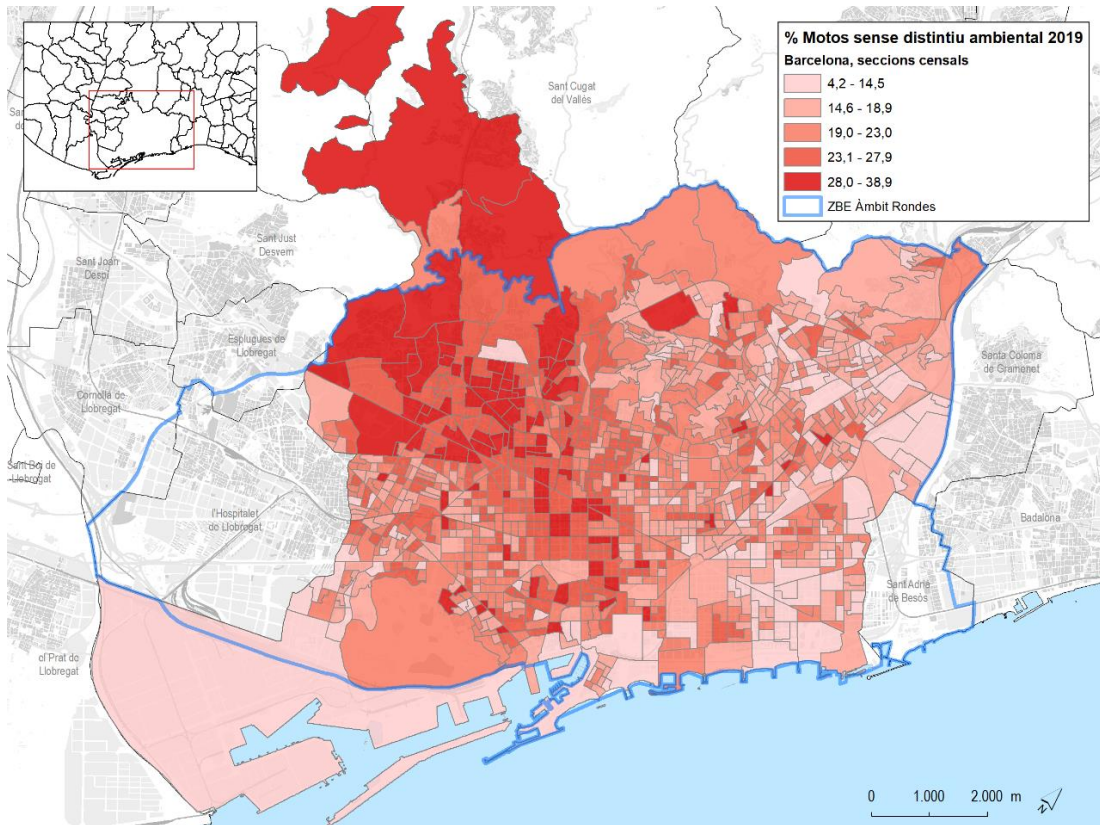 % Motos sense distintiu ambiental 2019
Barcelona, seccions censals
4,2 - 14,5
14,6 - 18,9
19,0 - 23,0
23,1 - 27,9
28,0 - 38,9
ZBE Àmbit Rondes
Sant Cugat
del Vallés
Sant Just
Desvern
Sant Joan
Despí
Esplugues de
Llobregat
Cornellà de
Llobregat
Sant Boi de
Llobregat
l'Hospitalet
de Llobregat
el Prat de
Llobregat
Santa Coloma
de Gramenet
Badalona
Sant Adrià
de Besòs
0 1.000 2.000 m
N